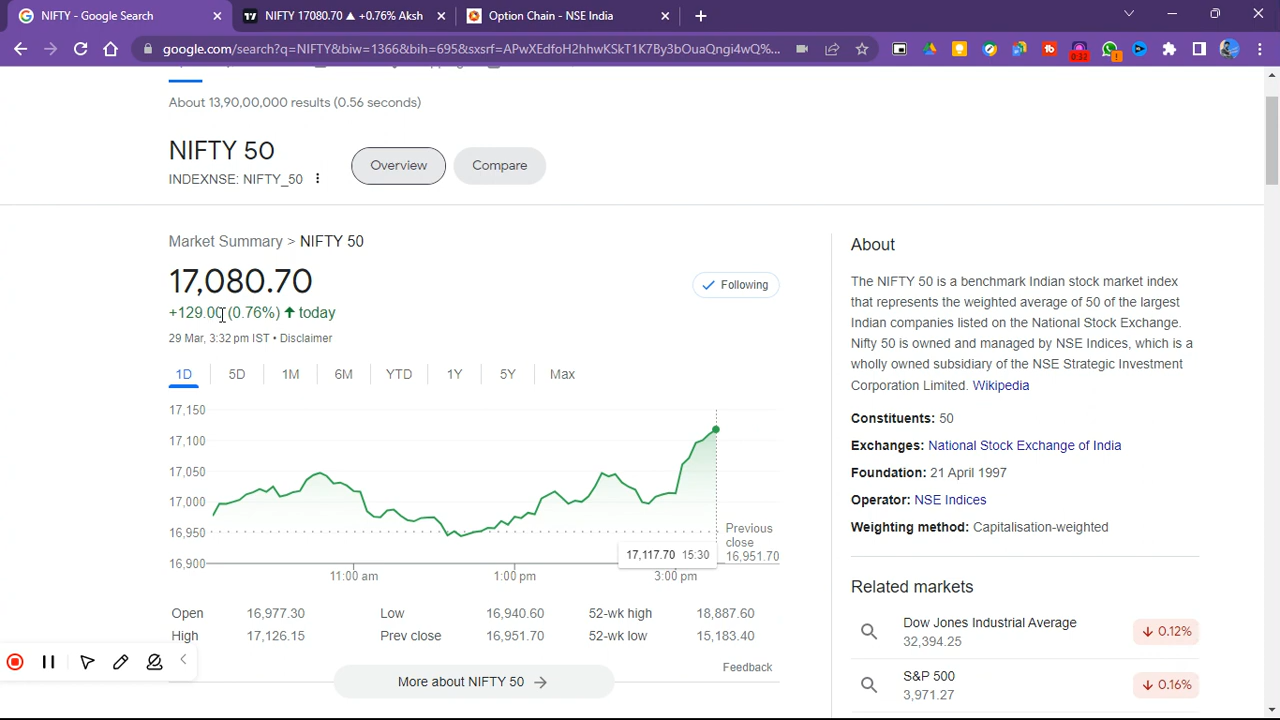 NIFTY - Google Search
NIFTY 17080.70 ▲ +0.76% Aksh
Option Chain - NSE India
google.com/search?q=NIFTY&biw=1366&bih=695&sxsrf=APwXEdfoH2hhwKSkT1K7By3bOuaQngi4wQ%...
0:32
About 13,90,00,000 results (0.56 seconds)
NIFTY 50
INDEXNSE: NIFTY_50
Overview
Compare
Market Summary > NIFTY 50
17,080.70
+129.00 (0.76%) ↑ today
29 Mar, 3:32 pm IST • Disclaimer
Following
1D 5D 1M 6M YTD 1Y 5Y Max
17,150
17,100
17,050
17,000
16,950
16,900
Previous
close
16,951.70
17,117.70 15:30
11:00 am 1:00 pm 3:00 pm
Open 16,977.30 Low 16,940.60 52-wk high 18,887.60
High 17,126.15 Prev close 16,951.70 52-wk low 15,183.40
Feedback
More about NIFTY 50 →
About
The NIFTY 50 is a benchmark Indian stock market index
that represents the weighted average of 50 of the largest
Indian companies listed on the National Stock Exchange.
Nifty 50 is owned and managed by NSE Indices, which is a
wholly owned subsidiary of the NSE Strategic Investment
Corporation Limited. Wikipedia
Constituents: 50
Exchanges: National Stock Exchange of India
Foundation: 21 April 1997
Operator: NSE Indices
Weighting method: Capitalisation-weighted
Related markets
Dow Jones Industrial Average
32,394.25
↓ 0.12%
S&P 500
3,971.27
↓ 0.16%